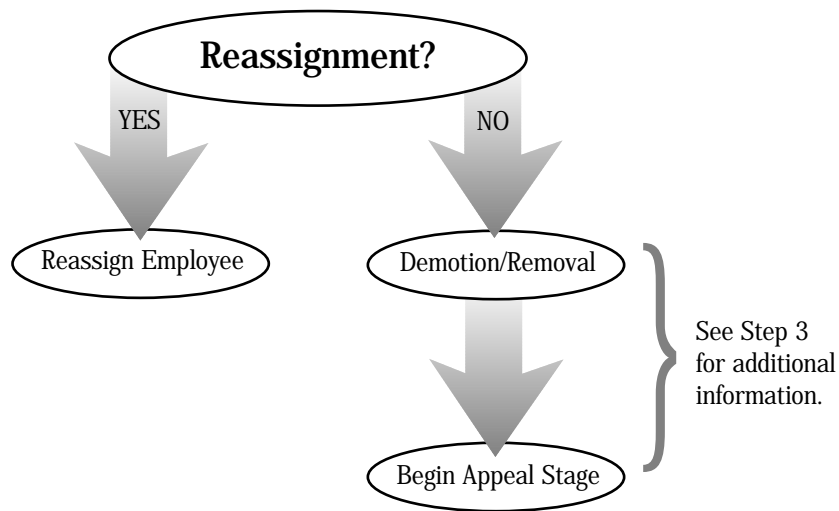 Reassignment?
YES
NO
Reassign Employee
Demotion/Removal
See Step 3
for additional
information.
Begin Appeal Stage